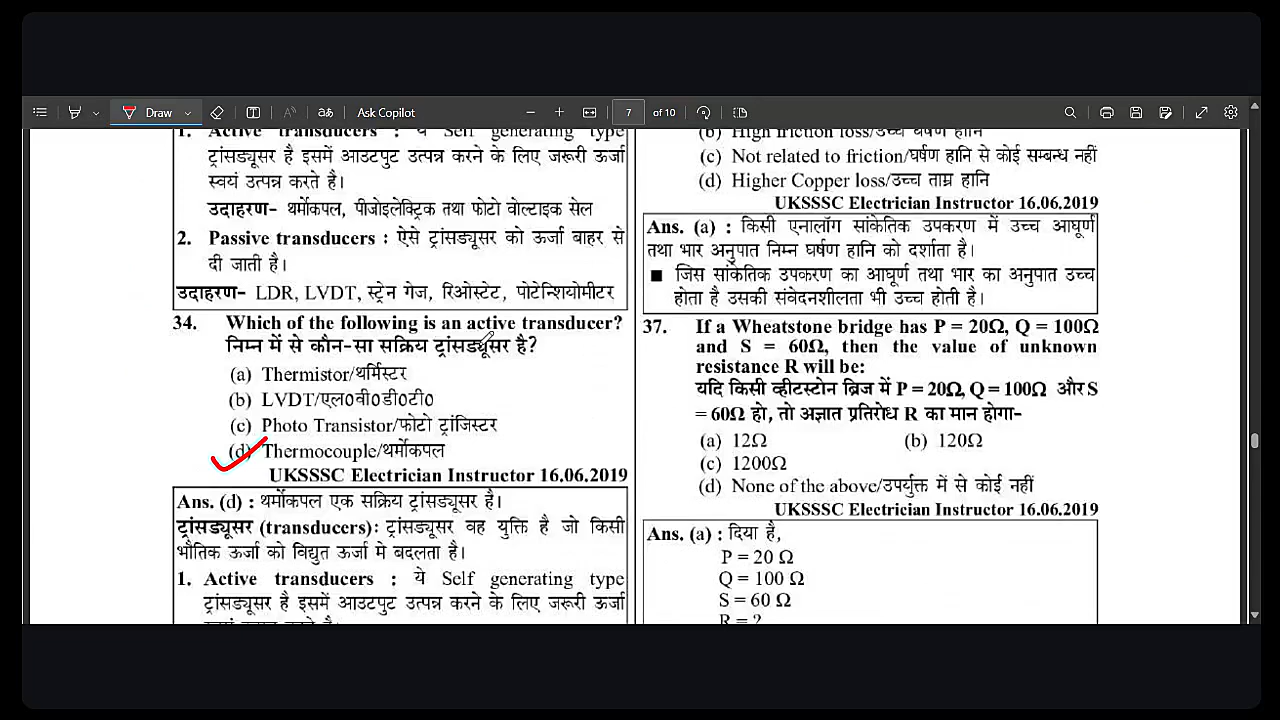 Draw
Ask Copilot
7 of 10
1. Active transducers : ये Self generating type
ट्रांसड्यूसर है इसमें आउटपुट उत्पन्न करने के लिए जरूरी ऊर्जा
स्वयं उत्पन्न करते है।
उदाहरण– थर्मोकपल, पीजोइलेक्ट्रिक तथा फोटो वोल्टाइक सेल
2. Passive transducers : ऐसे ट्रांसड्यूसर को ऊर्जा बाहर से
दी जाती है।
उदाहरण– LDR, LVDT, स्ट्रेन गेज, रिओस्टेट, पोटेन्शियोमीटर
34. Which of the following is an active transducer?
निम्न में से कौन-सा सक्रिय ट्रांसड्यूसर है?
(a) Thermistor/थर्मिस्टर
(b) LVDT/एल0वी0डी0टी0
(c) Photo Transistor/फोटो ट्रांजिस्टर
(d) Thermocouple/थर्मोकपल
UKSSSC Electrician Instructor 16.06.2019
Ans. (d) : थर्मोकपल एक सक्रिय ट्रांसड्यूसर है।
ट्रांसड्यूसर (transducers): ट्रांसड्यूसर वह युक्ति है जो किसी
भौतिक ऊर्जा को विद्युत ऊर्जा मे बदलता है।
1. Active transducers : ये Self generating type
ट्रांसड्यूसर है इसमें आउटपुट उत्पन्न करने के लिए जरूरी ऊर्जा
(b) High friction loss/उच्च घर्षण हानि
(c) Not related to friction/घर्षण हानि से कोई सम्बन्ध नहीं
(d) Higher Copper loss/उच्च ताम्र हानि
UKSSSC Electrician Instructor 16.06.2019
Ans. (a) : किसी एनालॉग सांकेतिक उपकरण में उच्च आघूर्ण
तथा भार अनुपात निम्न घर्षण हानि को दर्शाता है।
■ जिस सांकेतिक उपकरण का आघूर्ण तथा भार का अनुपात उच्च
होता है उसकी संवेदनशीलता भी उच्च होती है।
37. If a Wheatstone bridge has P = 20Ω, Q = 100Ω
and S = 60Ω, then the value of unknown
resistance R will be:
यदि किसी व्हीटस्टोन ब्रिज में P = 20Ω, Q = 100Ω और S
= 60Ω हो, तो अज्ञात प्रतिरोध R का मान होगा-
(a) 12Ω (b) 120Ω
(c) 1200Ω
(d) None of the above/उपर्युक्त में से कोई नहीं
UKSSSC Electrician Instructor 16.06.2019
Ans. (a) : दिया है,
P = 20 Ω
Q = 100 Ω
S = 60 Ω
R = ?